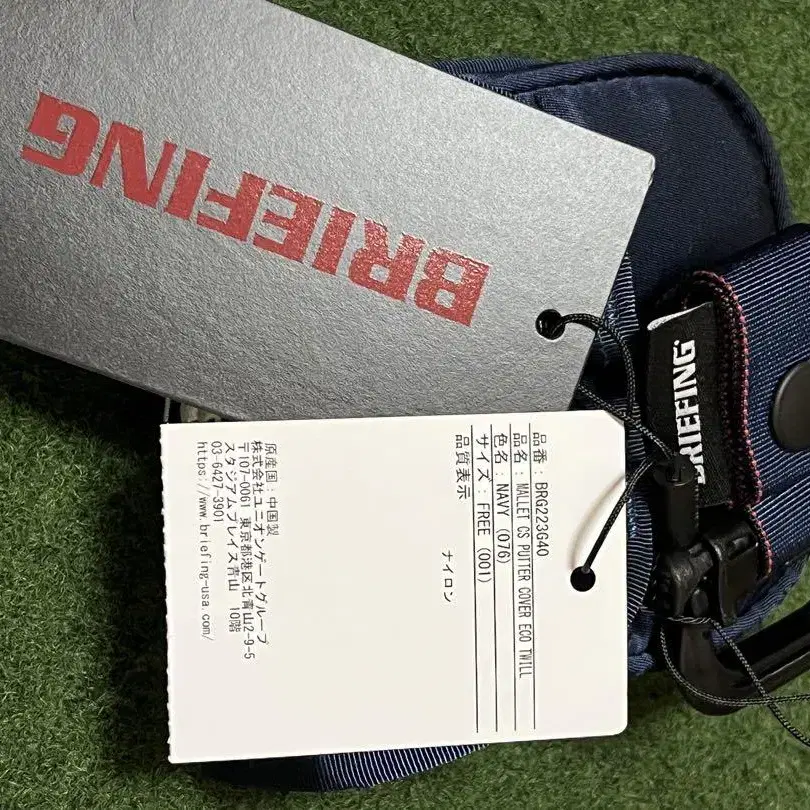 BRIEFING
BRIEFING
品番 : BRG223G40
品名 : MALLET CS PUTTER COVER ECO TWILL
色名 : NAVY (076)
サイズ : FREE (001)
品質表示
ナイロン
原産国 : 中国製
株式会社ユニオンゲートグループ
〒107-0061 東京都港区北青山2-9-5
スタジアムプレイス青山 10階
03-6427-3901
https://www.briefing-usa.com/